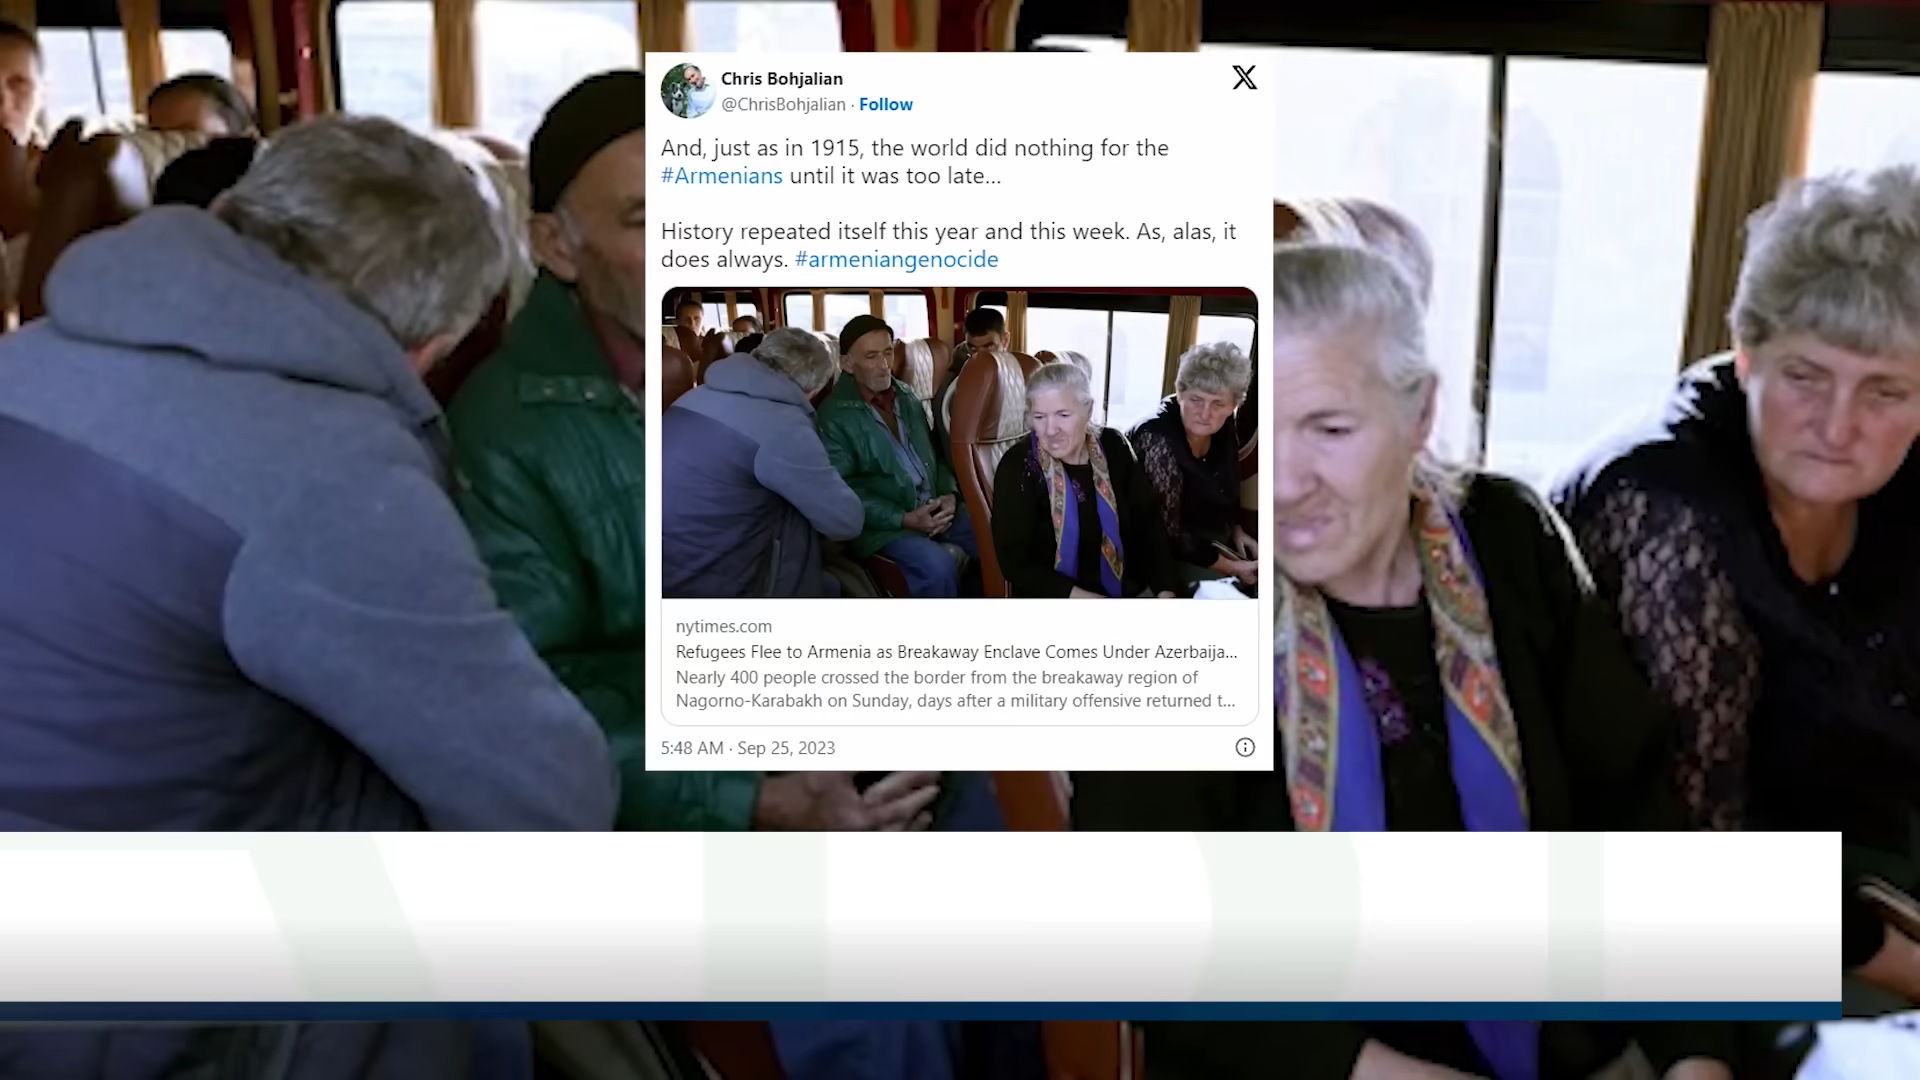 Chris Bohjalian
@ChrisBohjalian · Follow
And, just as in 1915, the world did nothing for the
#Armenians until it was too late...
History repeated itself this year and this week. As, alas, it
does always. #armeniangenocide
nytimes.com
Refugees Flee to Armenia as Breakaway Enclave Comes Under Azerbaija...
Nearly 400 people crossed the border from the breakaway region of
Nagorno-Karabakh on Sunday, days after a military offensive returned t...
5:48 AM · Sep 25, 2023